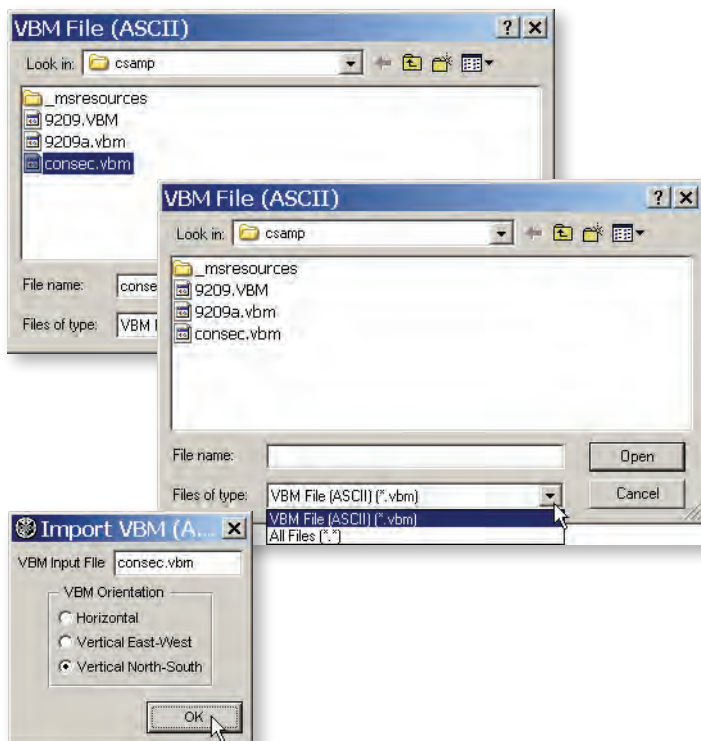 VBM File (ASCII)
Look in: csamp
_msresources
9209.VBM
9209a.vbm
consec.vbm
File name: conse
Files of type: VBM
VBM File (ASCII)
Look in: csamp
_msresources
9209.VBM
9209a.vbm
consec.vbm
File name:
Open
Files of type: VBM File (ASCII) (*.vbm)
Cancel
VBM File (ASCII) (*.vbm)
All Files (*.*)
Import VBM (A...
VBM Input File consec.vbm
VBM Orientation
Horizontal
Vertical East-West
Vertical North-South
OK